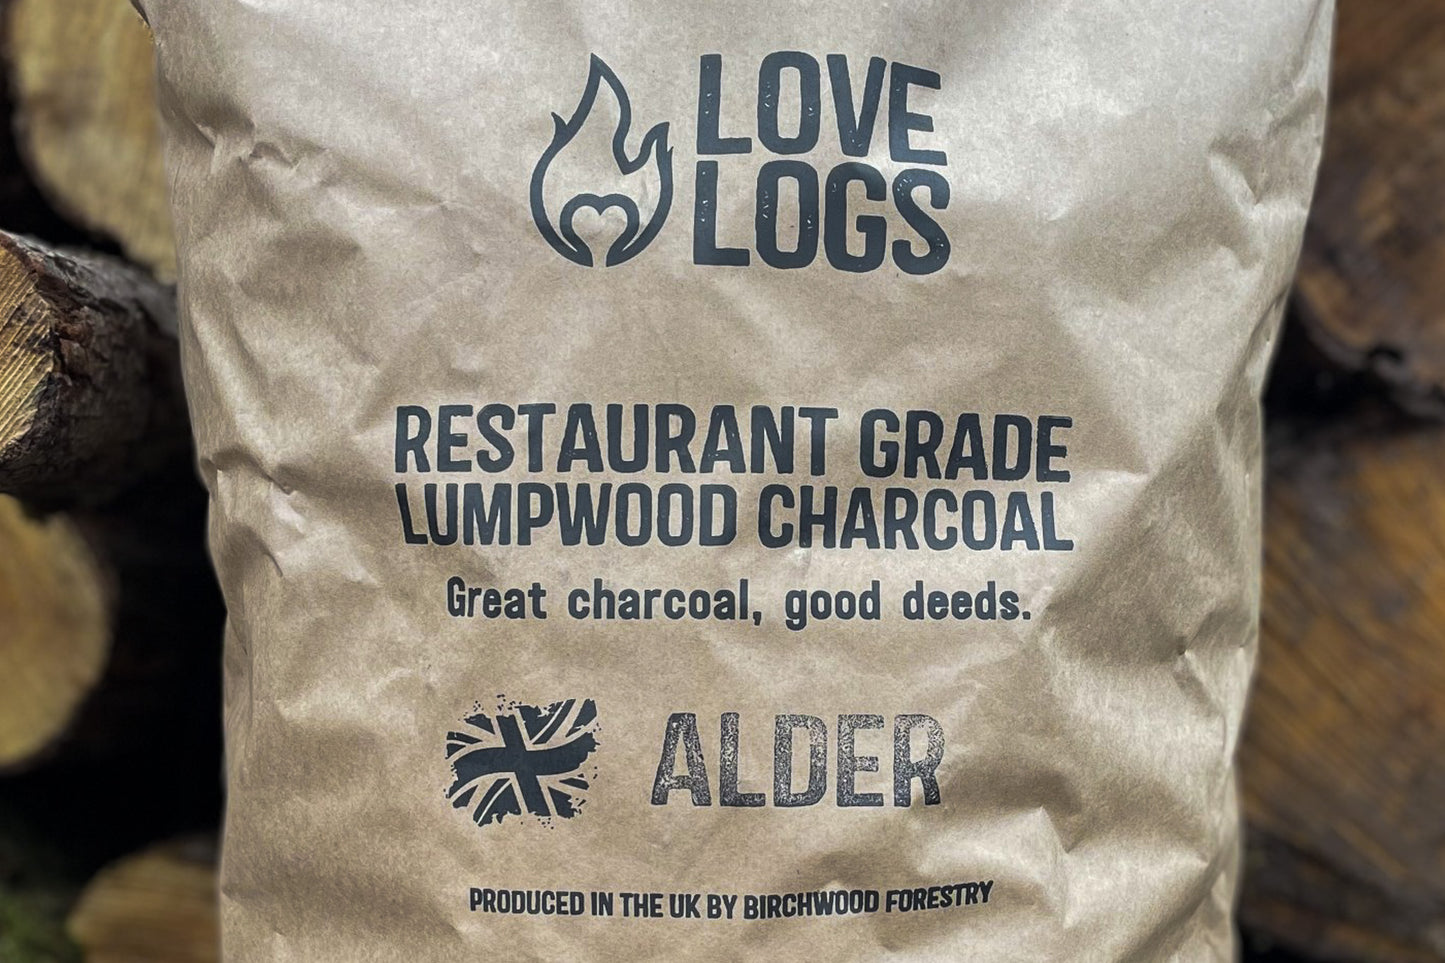 LOVE
LOGS
RESTAURANT GRADE
LUMPWOOD CHARCOAL
Great charcoal, good deeds.
ALDER
PRODUCED IN THE UK BY BIRCHWOOD FORESTRY